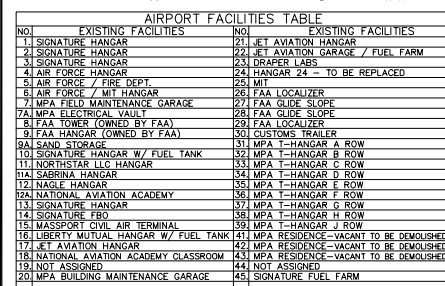 AIRPORT FACILITIES TABLE
NO. EXISTING FACILITIES NO. EXISTING FACILITIES
1. SIGNATURE HANGAR 21. JET AVIATION HANGAR
2. SIGNATURE HANGAR 22. JET AVIATION GARAGE / FUEL FARM
3. SIGNATURE HANGAR 23. DRAPER LABS
4. AIR FORCE HANGAR 24. HANGAR 24 - TO BE REPLACED
5. AIR FORCE / FIRE DEPT. 25. MIT
6. AIR FORCE / MIT HANGAR 26. FAA LOCALIZER
7. MPA FIELD MAINTENANCE GARAGE 27. FAA GLIDE SLOPE
7A. MPA ELECTRICAL VAULT 28. FAA GLIDE SLOPE
8. FAA TOWER (OWNED BY FAA) 29. FAA LOCALIZER
9. FAA HANGAR (OWNED BY FAA) 30. CUSTOMS TRAILER
9A. SAND STORAGE 31. MPA T-HANGAR A ROW
10. SIGNATURE HANGAR W/ FUEL TANK 32. MPA T-HANGAR B ROW
11. NORTHSTAR LLC HANGAR 33. MPA T-HANGAR C ROW
11A. SABRINA HANGAR 34. MPA T-HANGAR D ROW
12. NAGLE HANGAR 35. MPA T-HANGAR E ROW
12A. NATIONAL AVIATION ACADEMY 36. MPA T-HANGAR F ROW
13. SIGNATURE HANGAR 37. MPA T-HANGAR G ROW
14. SIGNATURE FBO 38. MPA T-HANGAR H ROW
15. MASSPORT CIVIL AIR TERMINAL 39. MPA T-HANGAR J ROW
16. LIBERTY MUTUAL HANGAR W/ FUEL TANK 41. MPA RESIDENCE-VACANT TO BE DEMOLISHED
17. JET AVIATION HANGAR 42. MPA RESIDENCE-VACANT TO BE DEMOLISHED
18. NATIONAL AVIATION ACADEMY CLASSROOM 43. MPA RESIDENCE-VACANT TO BE DEMOLISHED
19. NOT ASSIGNED 44. NOT ASSIGNED
20. MPA BUILDING MAINTENANCE GARAGE 45. SIGNATURE FUEL FARM